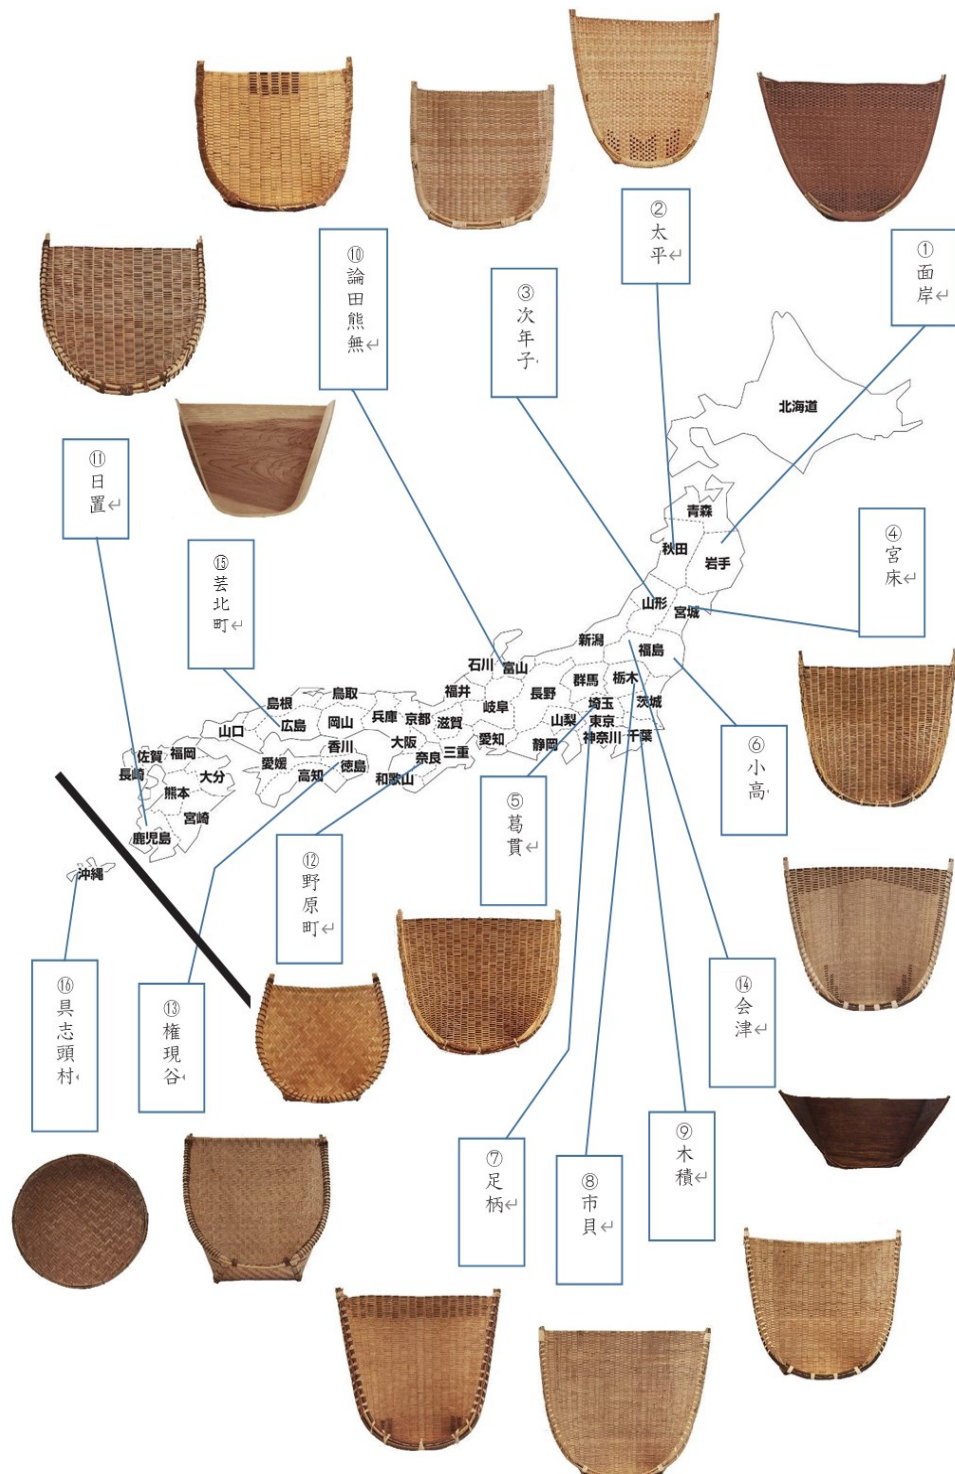 ②太平
①面岸
⑩論田熊無
③次年子
北海道
⑪日置
青森
④宮床
秋田
岩手
⑮芸北町
山形
宮城
新潟
福島
石川
富山
群馬
栃木
長野
福井
鳥取
島根
岐阜
埼玉
茨城
兵庫
京都
滋賀
山梨
東京
岡山
広島
山口
愛知
静岡
神奈川
千葉
大阪
香川
奈良
三重
佐賀
福岡
愛媛
徳島
⑥小高
長崎
大分
高知
和歌山
熊本
⑤葛貫
宮崎
鹿児島
⑫野原町
沖縄
⑯具志頭村
⑬権現谷
⑭会津
⑨木積
⑦足柄
⑧市貝